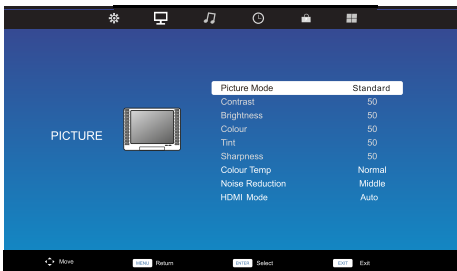 Picture Mode Standard
Contrast 50
Brightness 50
Colour 50
PICTURE
Tint 50
Sharpness 50
Colour Temp Normal
Noise Reduction Middle
HDMI Mode Auto
Move MENU Return ENTER Select EXIT Exit